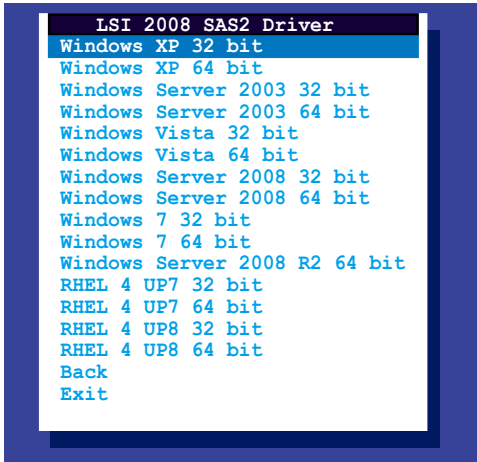 LSI 2008 SAS2 Driver
Windows XP 32 bit
Windows XP 64 bit
Windows Server 2003 32 bit
Windows Server 2003 64 bit
Windows Vista 32 bit
Windows Vista 64 bit
Windows Server 2008 32 bit
Windows Server 2008 64 bit
Windows 7 32 bit
Windows 7 64 bit
Windows Server 2008 R2 64 bit
RHEL 4 UP7 32 bit
RHEL 4 UP7 64 bit
RHEL 4 UP8 32 bit
RHEL 4 UP8 64 bit
Back
Exit